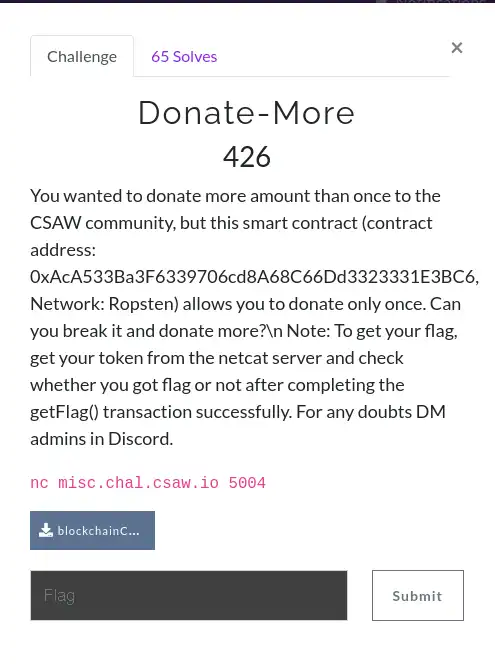 Challenge
65 Solves
×
Donate-More
426
You wanted to donate more amount than once to the
CSAW community, but this smart contract (contract
address:
0xAcA533Ba3F6339706cd8A68C66Dd3323331E3BC6,
Network: Ropsten) allows you to donate only once. Can
you break it and donate more?\n Note: To get your flag,
get your token from the netcat server and check
whether you got flag or not after completing the
getFlag() transaction successfully. For any doubts DM
admins in Discord.
nc misc.chal.csaw.io 5004
blockchainC...
Flag
Submit